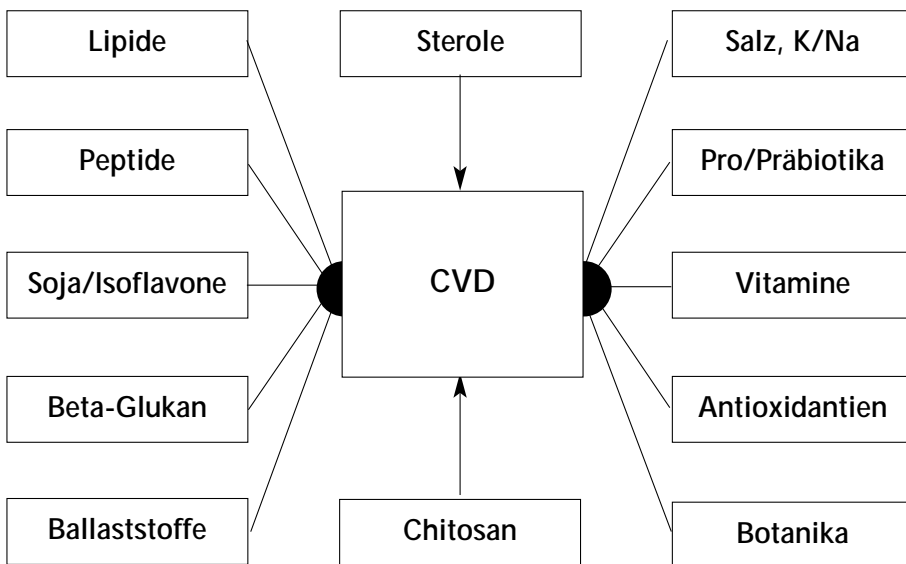 Lipide
Sterole
Salz, K/Na
Peptide
Pro/Präbiotika
Soja/Isoflavone
CVD
Vitamine
Beta-Glukan
Antioxidantien
Ballaststoffe
Chitosan
Botanika